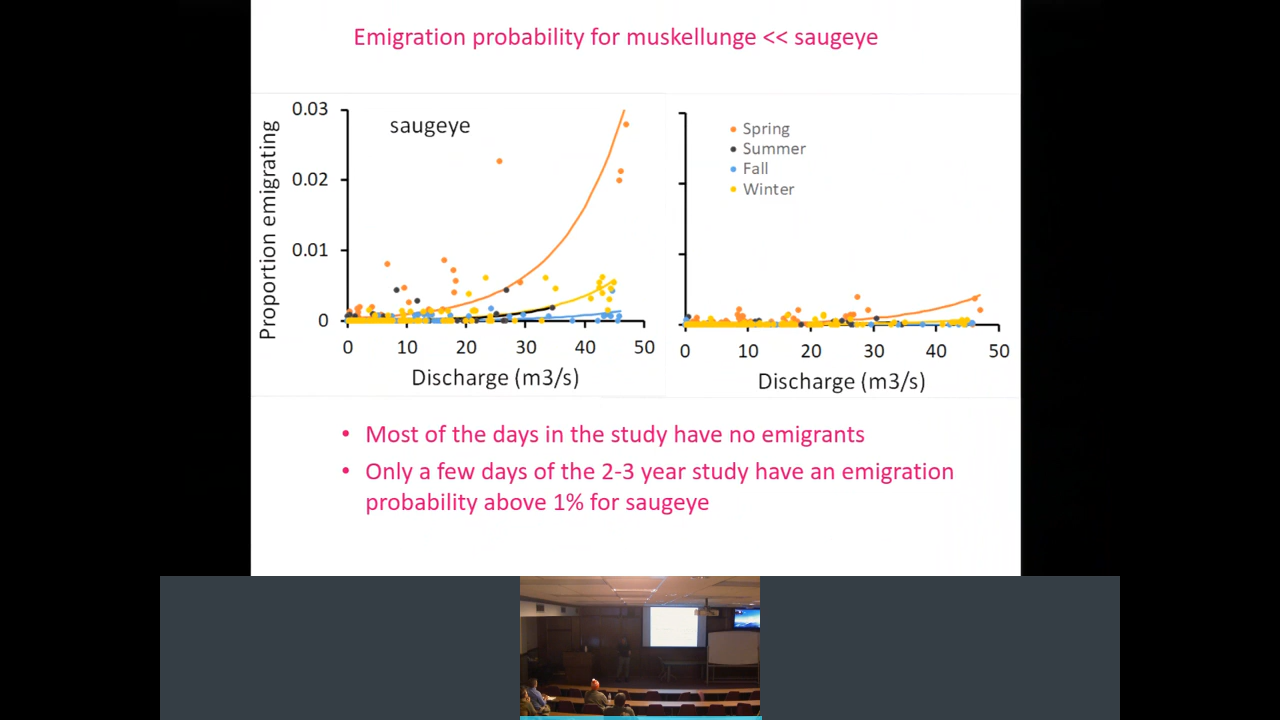 Emigration probability for muskellunge << saugeye
Proportion emigrating
0.03
0.02
0.01
0
saugeye
0 10 20 30 40 50
Discharge (m3/s)
Spring
Summer
Fall
Winter
0 10 20 30 40 50
Discharge (m3/s)
• Most of the days in the study have no emigrants
• Only a few days of the 2-3 year study have an emigration
probability above 1% for saugeye